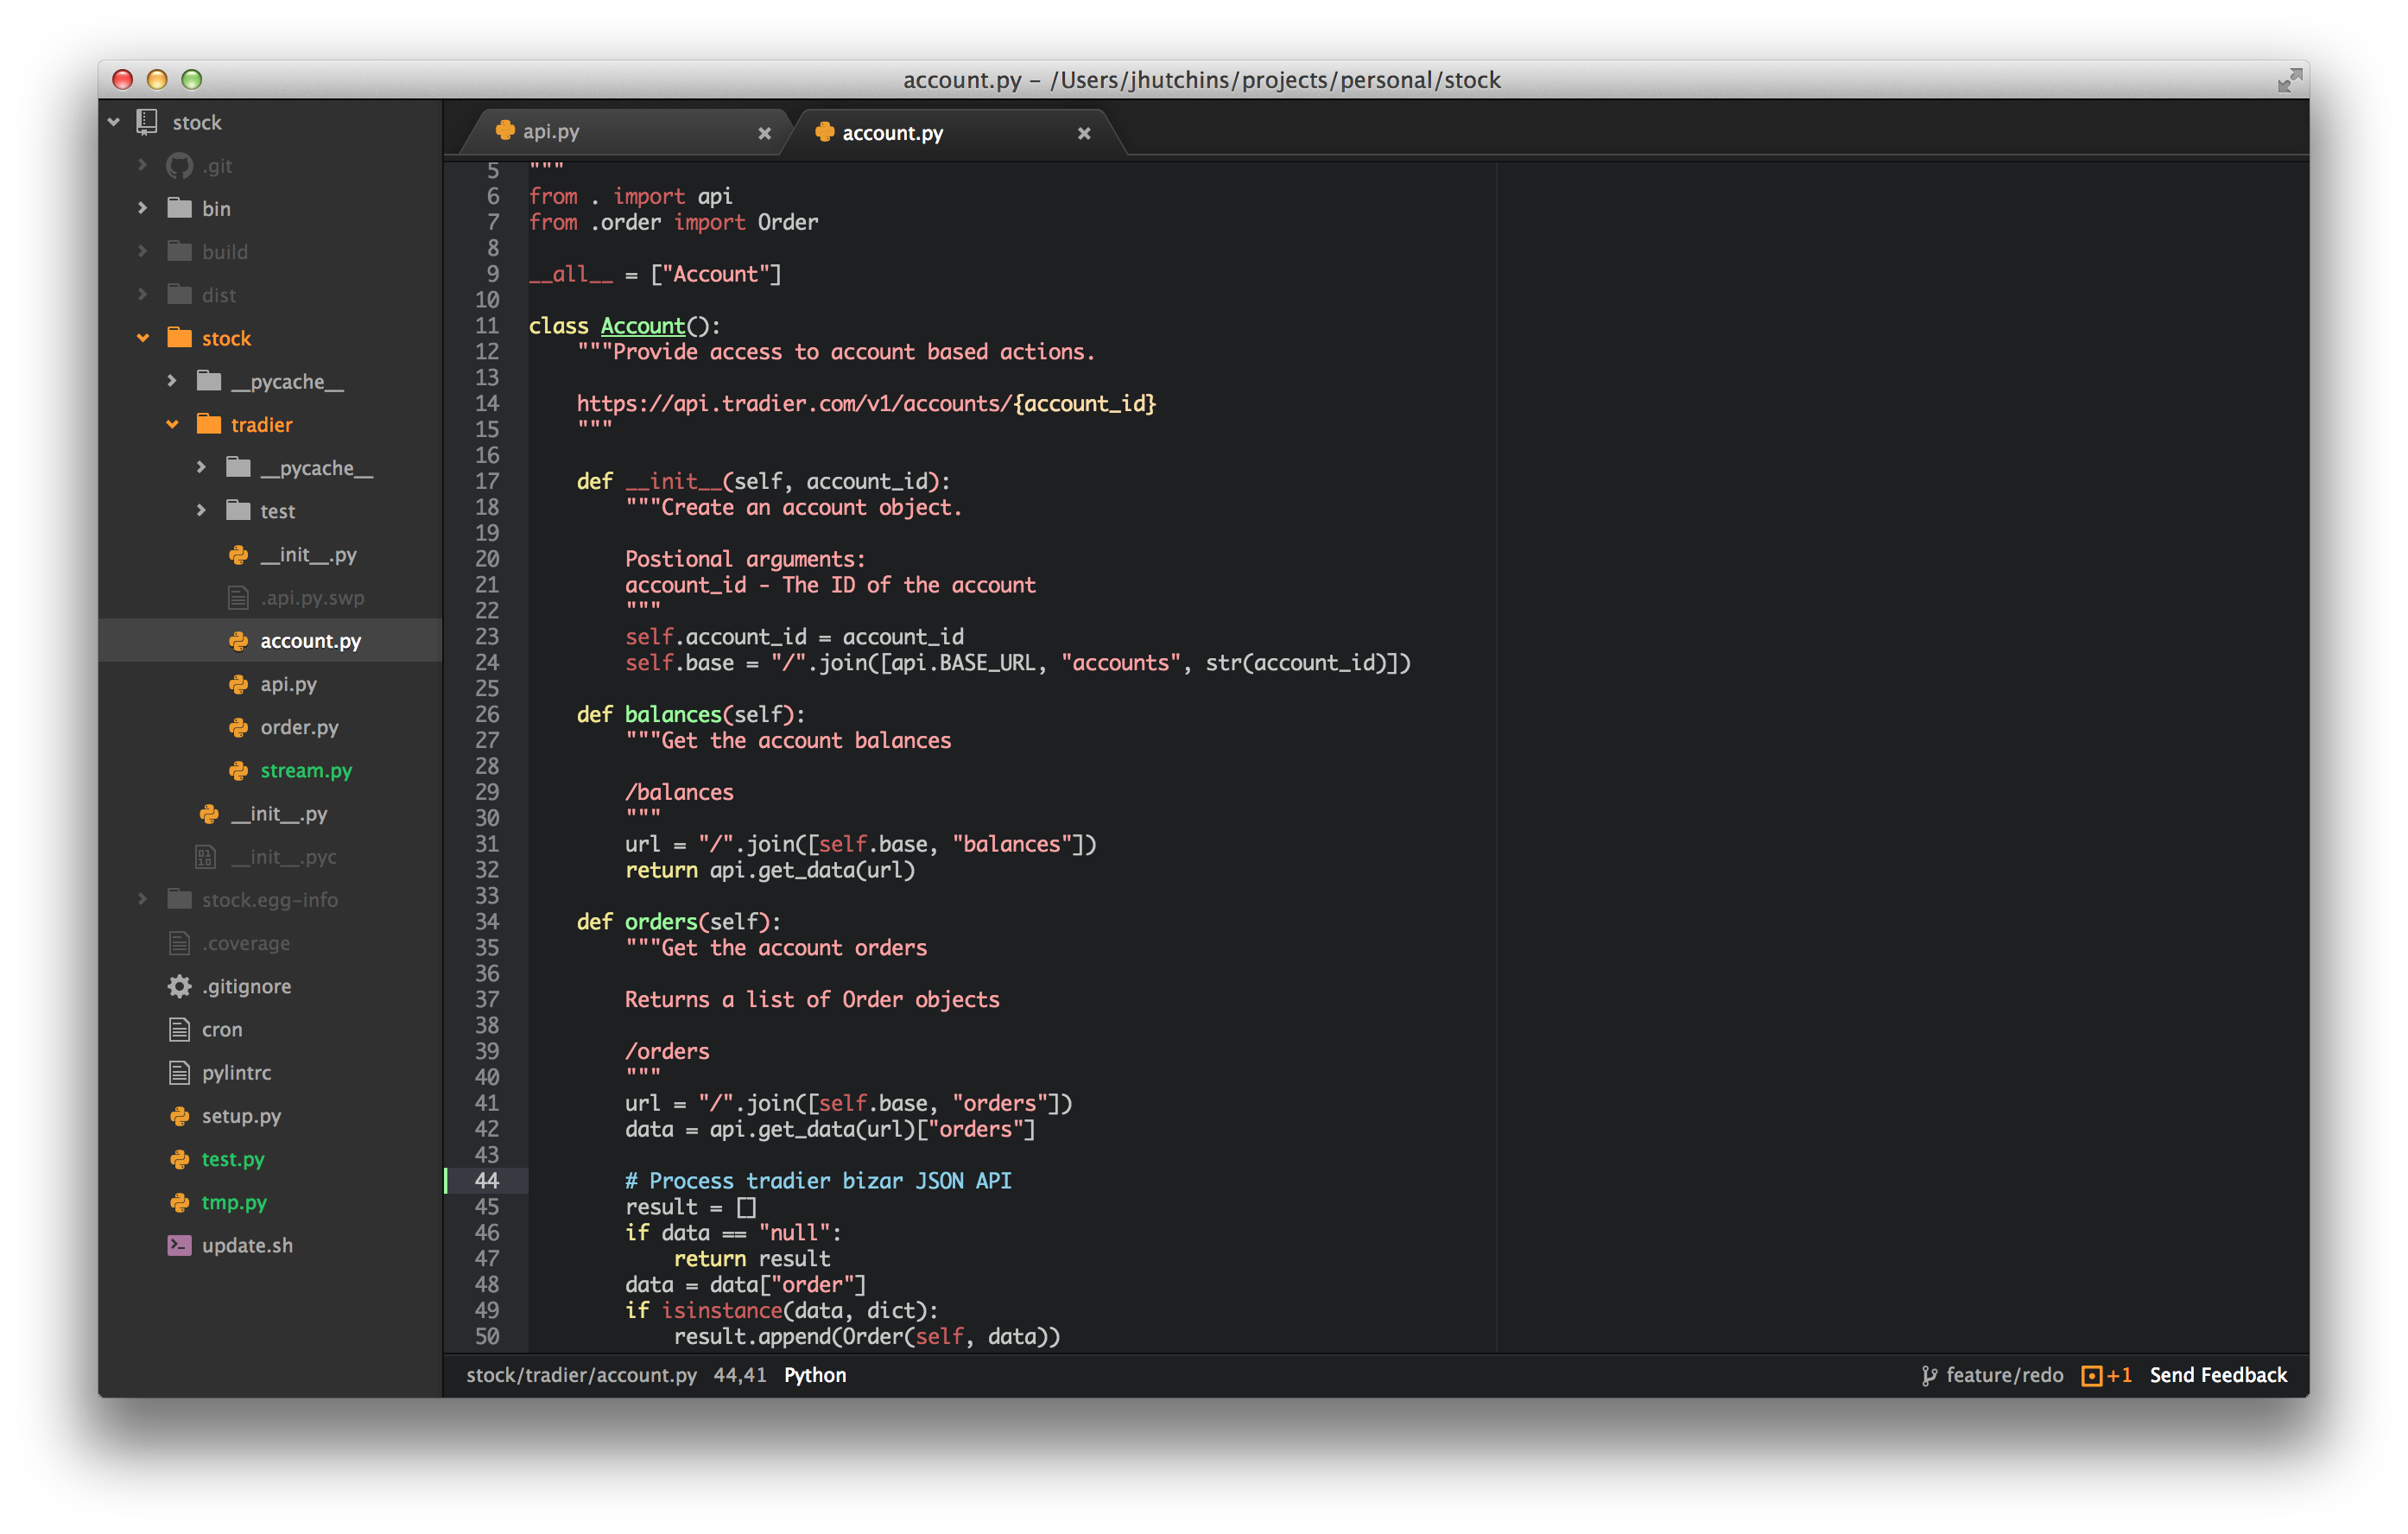 account.py - /Users/jhutchins/projects/personal/stock
stock
.git
bin
build
dist
stock
__pycache__
tradier
__pycache__
test
__init__.py
.api.py.swp
account.py
api.py
order.py
stream.py
__init__.py
__init__.pyc
stock.egg-info
.coverage
.gitignore
cron
pylintrc
setup.py
test.py
tmp.py
update.sh
api.py
account.py
5 """
6 from . import api
7 from .order import Order
8
9 __all__ = ["Account"]
10
11 class Account():
12 """Provide access to account based actions.
13
14 https://api.tradier.com/v1/accounts/{account_id}
15 """
16
17 def __init__(self, account_id):
18 """Create an account object.
19
20 Postional arguments:
21 account_id - The ID of the account
22 """
23 self.account_id = account_id
24 self.base = "/".join([api.BASE_URL, "accounts", str(account_id)])
25
26 def balances(self):
27 """Get the account balances
28
29 /balances
30 """
31 url = "/".join([self.base, "balances"])
32 return api.get_data(url)
33
34 def orders(self):
35 """Get the account orders
36
37 Returns a list of Order objects
38
39 /orders
40 """
41 url = "/".join([self.base, "orders"])
42 data = api.get_data(url)["orders"]
43
44 # Process tradier bizar JSON API
45 result = []
46 if data == "null":
47 return result
48 data = data["order"]
49 if isinstance(data, dict):
50 result.append(Order(self, data))
stock/tradier/account.py 44,41 Python
feature/redo +1 Send Feedback